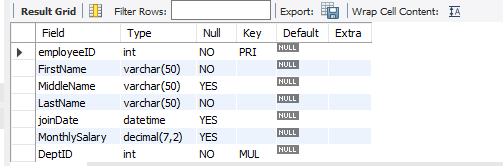 Result Grid Filter Rows: Export: Wrap Cell Content: IA
Field Type Null Key Default Extra
employeeID int NO PRI NULL
FirstName varchar(50) NO NULL
MiddleName varchar(50) YES NULL
LastName varchar(50) NO NULL
joinDate datetime YES NULL
MonthlySalary decimal(7,2) YES NULL
DeptID int NO MUL NULL